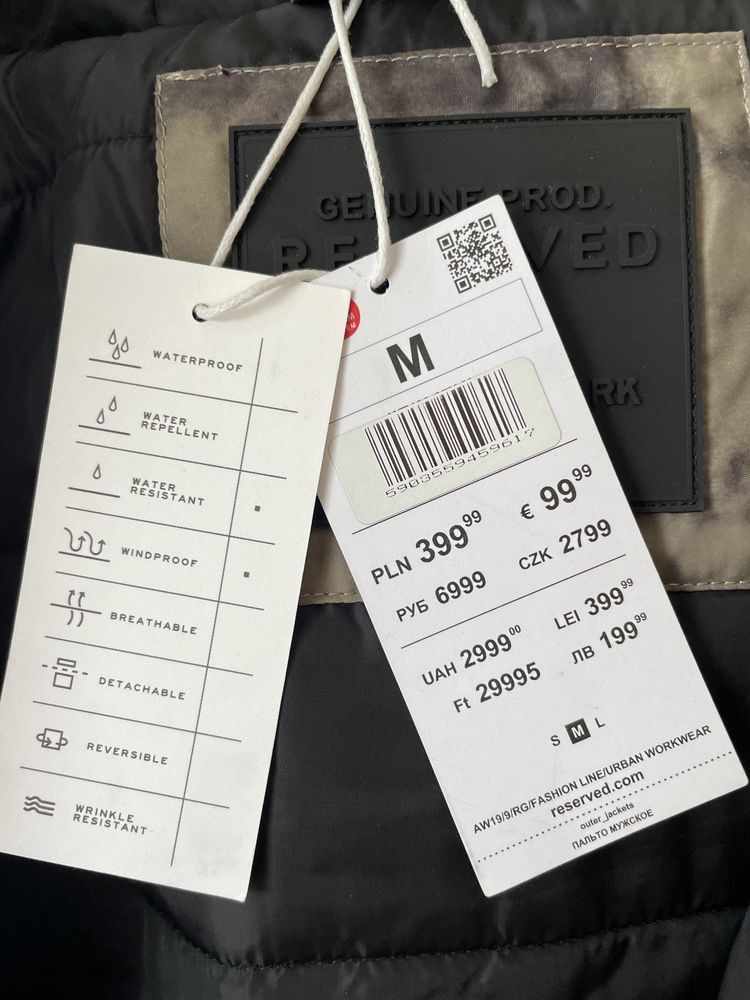 GENUINE PROD.
RESERVED
WATERPROOF
WATER
REPELLENT
WATER
RESISTANT
WINDPROOF
BREATHABLE
DETACHABLE
REVERSIBLE
WRINKLE
RESISTANT
M
5903559459617
PLN 399 99
€ 99 99
РУБ 6999
CZK 2799
UAH 2999 00
LEI 399 99
Ft 29995
ЛВ 199 99
S M L
AW19/9/RG/FASHION LINE/URBAN WORKWEAR
reserved.com
outer_jackets
ПАЛЬТО МУЖСКОЕ